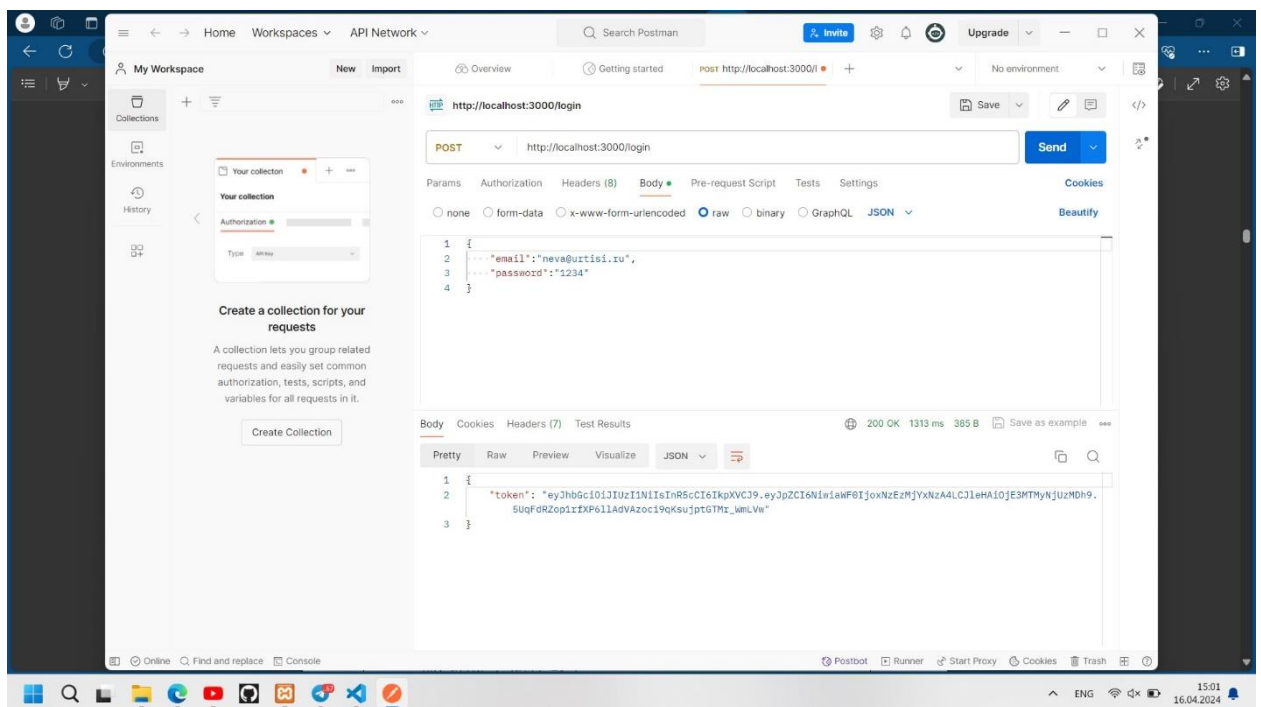 Home Workspaces API Network Search Postman Invite Upgrade
My Workspace New Import Overview Getting started POST http://localhost:3000/l No environment
Collections
Environments
History
Your collecton
Your collection
Authorization
Type API Key
Create a collection for your
requests
A collection lets you group related
requests and easily set common
authorization, tests, scripts, and
variables for all requests in it.
Create Collection
HTTP http://localhost:3000/login Save
POST http://localhost:3000/login Send
Params Authorization Headers (8) Body Pre-request Script Tests Settings Cookies
none form-data x-www-form-urlencoded raw binary GraphQL JSON Beautify
1 {
2 "email":"neva@urtisi.ru",
3 "password":"1234"
4 }
Body Cookies Headers (7) Test Results 200 OK 1313 ms 385 B Save as example
Pretty Raw Preview Visualize JSON
1 {
2 "token": "eyJhbGciOiJIUzI1NiIsInR5cCI6IkpXVCJ9.eyJpZCI6NiwiaWF0IjoxNzEzMjYxNzA4LCJleHAiOjE3MTMyNjUzMDh9.
5UqFdRZop1rfXP6llAdVAzoci9qKsujptGTMr_WmLVw"
3 }
Online Find and replace Console Postbot Runner Start Proxy Cookies Trash
ENG 15:01
16.04.2024